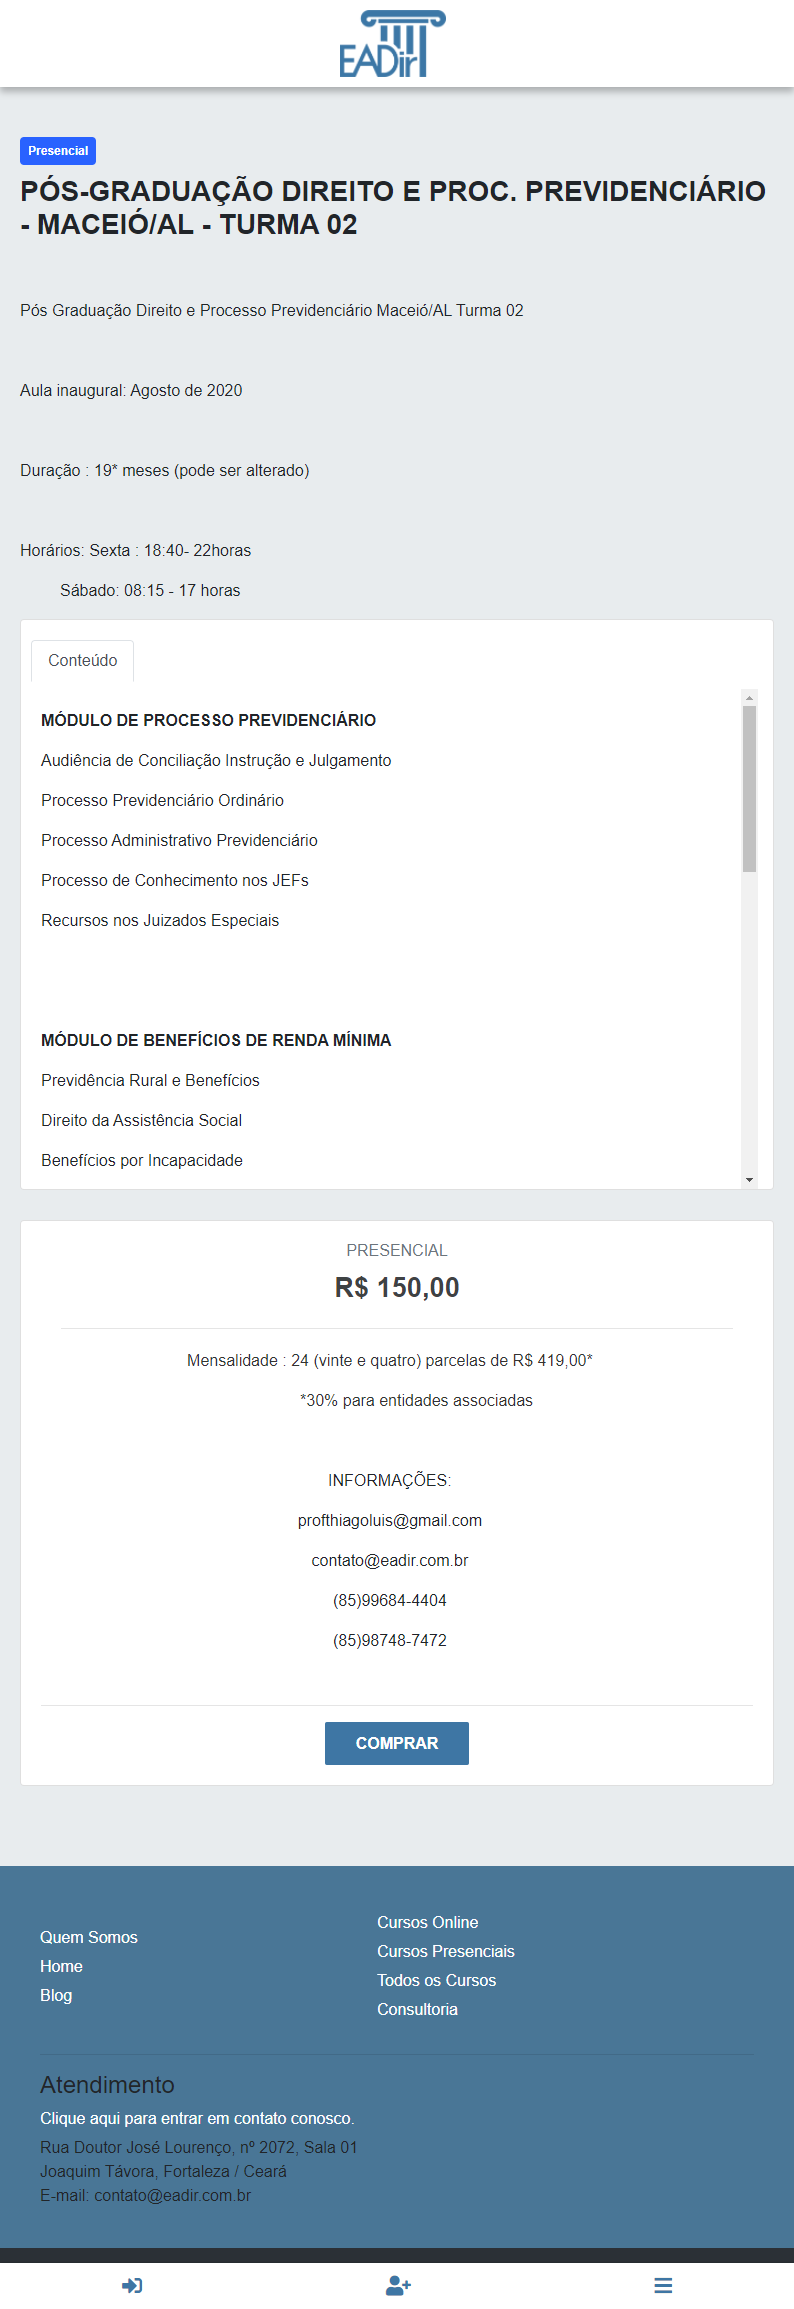 EADir
Presencial
PÓS-GRADUAÇÃO DIREITO E PROC. PREVIDENCIÁRIO
- MACEIÓ/AL - TURMA 02
Pós Graduação Direito e Processo Previdenciário Maceió/AL Turma 02
Aula inaugural: Agosto de 2020
Duração : 19* meses (pode ser alterado)
Horários: Sexta : 18:40- 22horas
Sábado: 08:15 - 17 horas
Conteúdo
MÓDULO DE PROCESSO PREVIDENCIÁRIO
Audiência de Conciliação Instrução e Julgamento
Processo Previdenciário Ordinário
Processo Administrativo Previdenciário
Processo de Conhecimento nos JEFs
Recursos nos Juizados Especiais
MÓDULO DE BENEFÍCIOS DE RENDA MÍNIMA
Previdência Rural e Benefícios
Direito da Assistência Social
Benefícios por Incapacidade
PRESENCIAL
R$ 150,00
Mensalidade : 24 (vinte e quatro) parcelas de R$ 419,00*
*30% para entidades associadas
INFORMAÇÕES:
profthiagoluis@gmail.com
contato@eadir.com.br
(85)99684-4404
(85)98748-7472
COMPRAR
Quem Somos
Home
Blog
Cursos Online
Cursos Presenciais
Todos os Cursos
Consultoria
Atendimento
Clique aqui para entrar em contato conosco.
Rua Doutor José Lourenço, nº 2072, Sala 01
Joaquim Távora, Fortaleza / Ceará
E-mail: contato@eadir.com.br